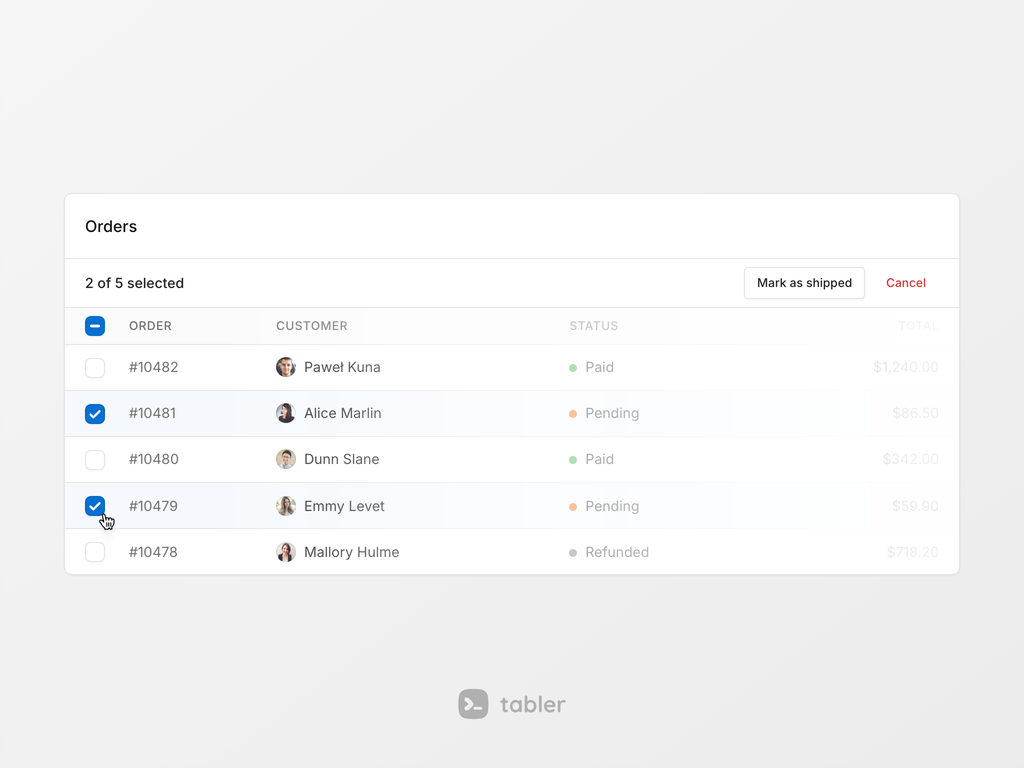 Orders
2 of 5 selected Mark as shipped Cancel
ORDER CUSTOMER STATUS TOTAL
#10482 Paweł Kuna Paid $1,240.00
#10481 Alice Marlin Pending $86.50
#10480 Dunn Slane Paid $342.00
#10479 Emmy Levet Pending $59.90
#10478 Mallory Hulme Refunded $718.20
tabler